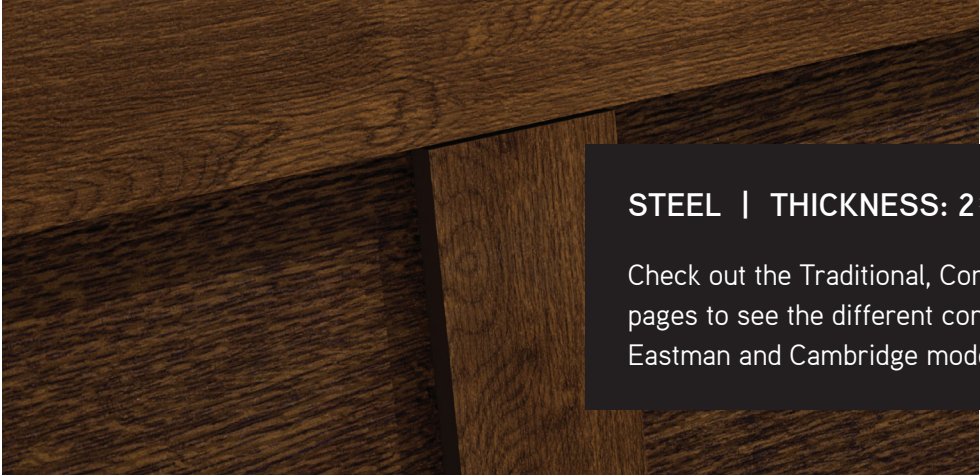 STEEL | THICKNESS: 2
Check out the Traditional,
pages to see the different
Eastman and Cambridge